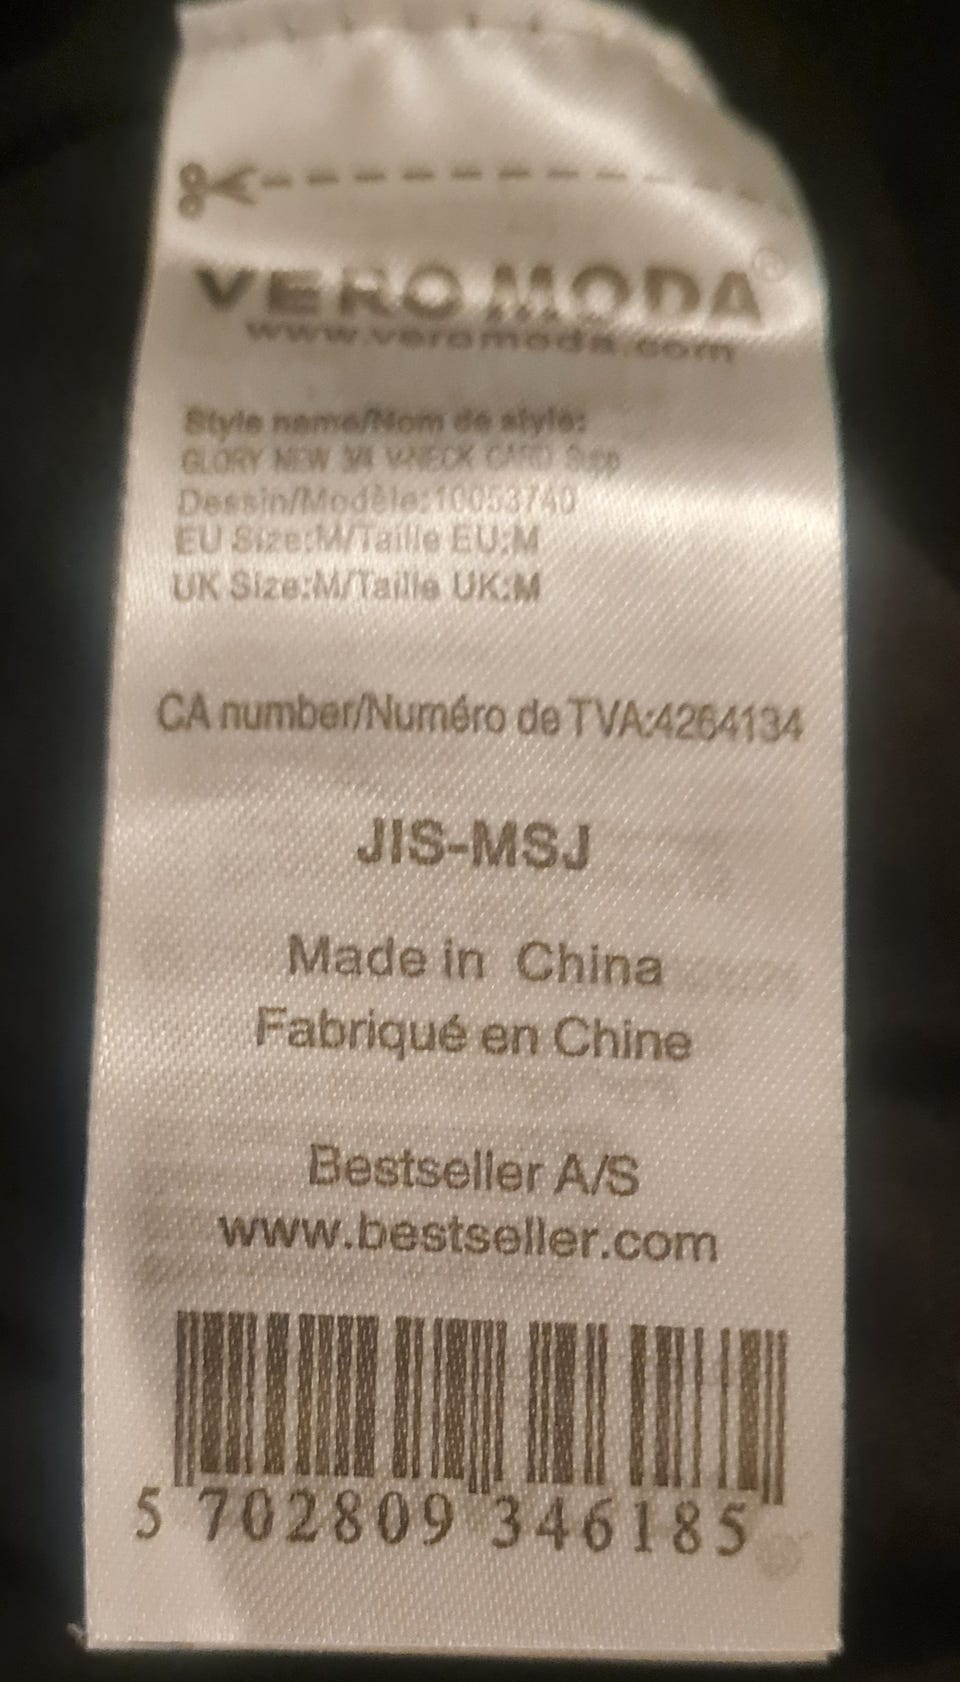 VERO MODA®
www.veromoda.com
Style name/Nom de style:
GLORY NEW 3/4 V-NECK CARD Supp
Dessin/Modèle:10053740
EU Size:M/Taille EU:M
UK Size:M/Taille UK:M
CA number/Numéro de TVA:4264134
JIS-MSJ
Made in China
Fabriqué en Chine
Bestseller A/S
www.bestseller.com
5 702809 346185